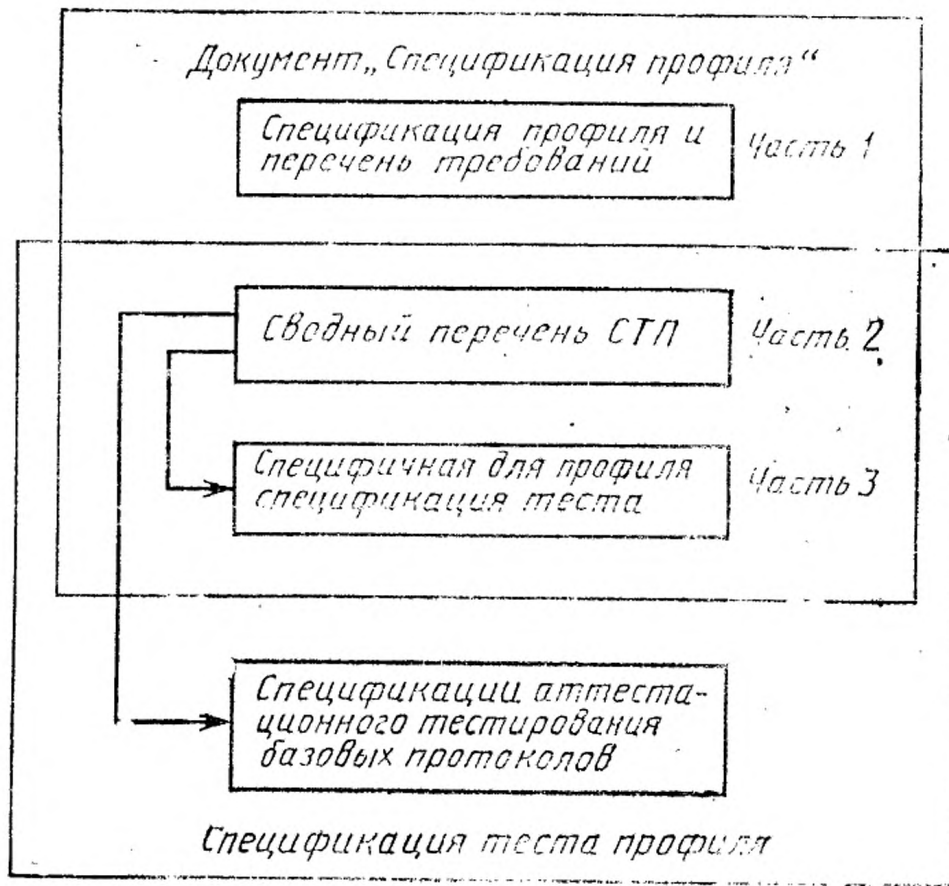 Документ „Спецификация профиля“
Спецификация профиля и
перечень требований
Часть 1
Сводный перечень СТП
Часть 2
Специфичная для профиля
спецификация теста
Часть 3
Спецификации аттеста-
ционного тестирования
базовых протоколов
Спецификация теста профиля